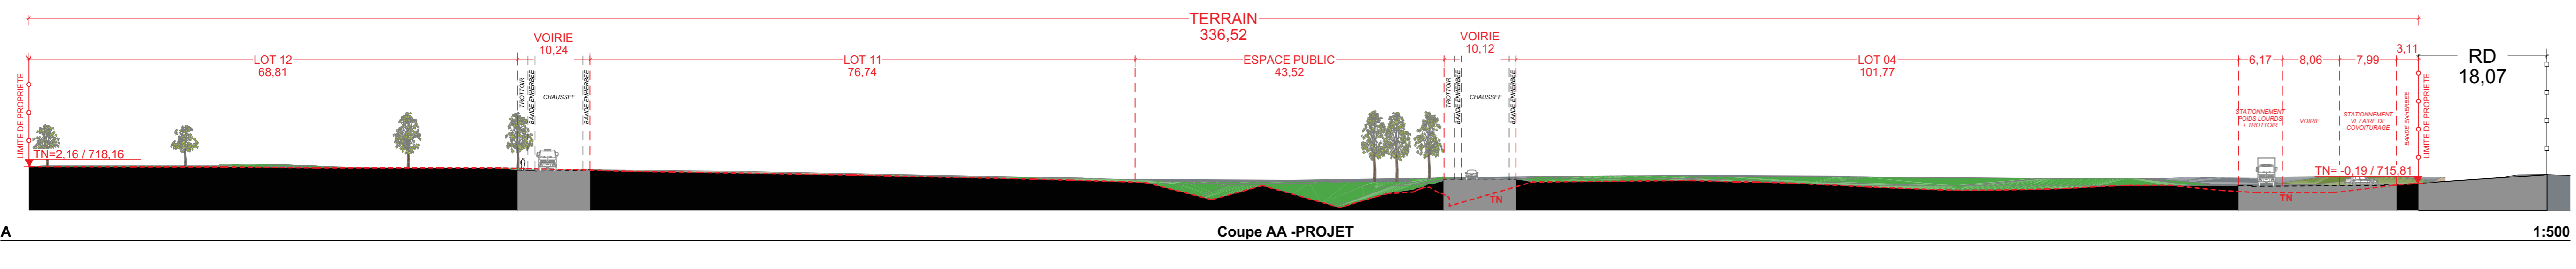 TERRAIN
336,52
VOIRIE
10,24
VOIRIE
10,12
3,11
RD
18,07
LOT 12
68,81
LOT 11
76,74
ESPACE PUBLIC
43,52
LOT 04
101,77
6,17
8,06
7,99
LIMITE DE PROPRIETE
TROTTOIR
BANDE ENHERBEE
CHAUSSEE
BANDE ENHERBEE
TROTTOIR
BANDE ENHERBEE
CHAUSSEE
BANDE ENHERBEE
STATIONNEMENT
POIDS LOURDS
+ TROTTOIR
VOIRIE
STATIONNEMENT
VL / AIRE DE
COVOITURAGE
BANDE ENHERBEE
LIMITE DE PROPRIETE
TN=2,16 / 718,16
TN= -0,19 / 715,81
TN
TN
A
Coupe AA -PROJET
1:500